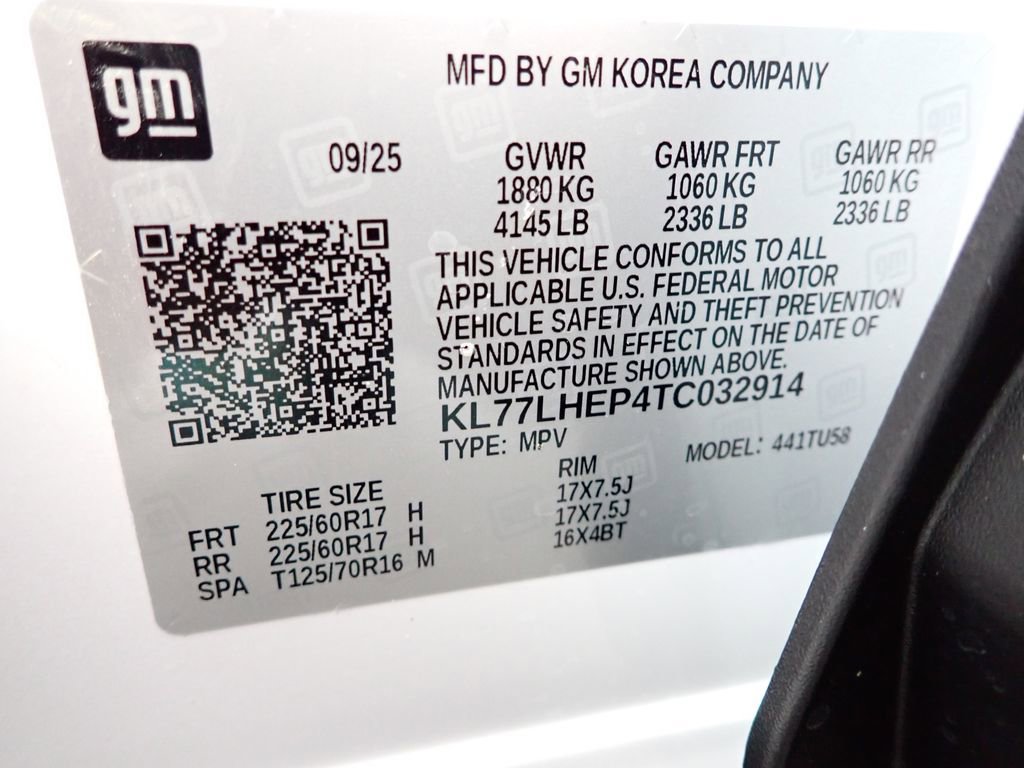 gm
MFD BY GM KOREA COMPANY
09/25 GVWR GAWR FRT GAWR RR
1880 KG 1060 KG 1060 KG
4145 LB 2336 LB 2336 LB
THIS VEHICLE CONFORMS TO ALL
APPLICABLE U.S. FEDERAL MOTOR
VEHICLE SAFETY AND THEFT PREVENTION
STANDARDS IN EFFECT ON THE DATE OF
MANUFACTURE SHOWN ABOVE.
KL77LHEP4TC032914
TYPE: MPV MODEL: 441TU58
TIRE SIZE RIM
FRT 225/60R17 H 17X7.5J
RR 225/60R17 H 17X7.5J
SPA T125/70R16 M 16X4BT